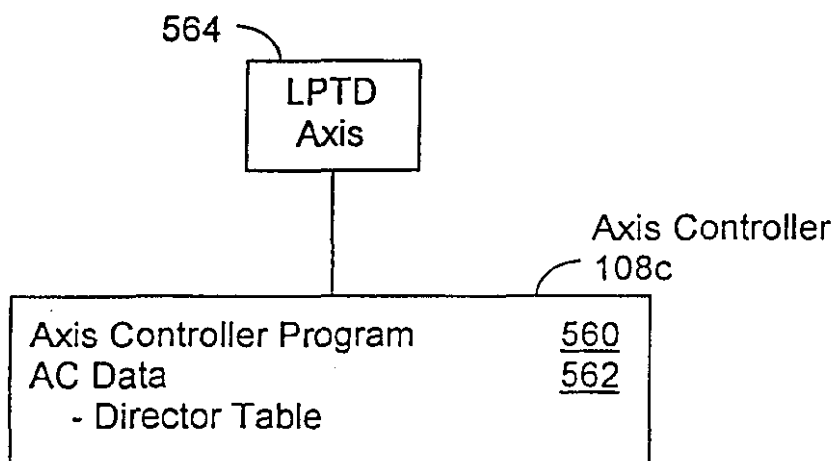 564
LPTD
Axis
Axis Controller
108c
Axis Controller Program 560
AC Data 562
- Director Table